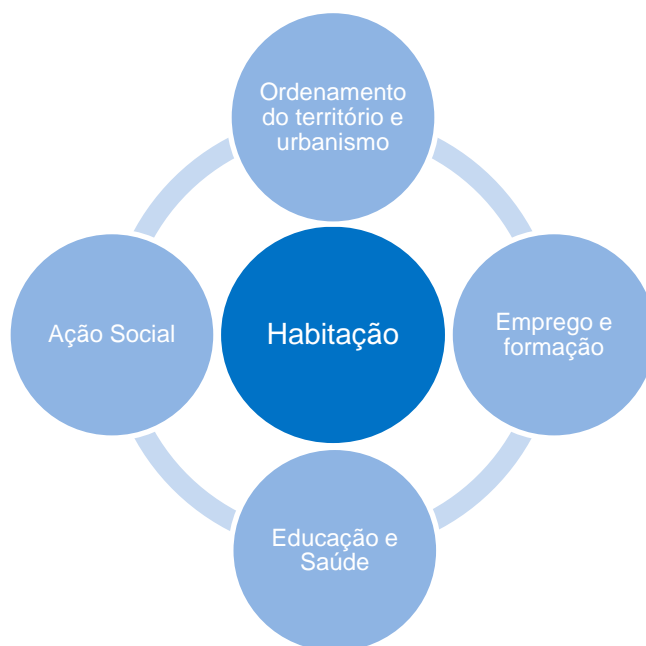 Ordenamento
do território e
urbanismo
Ação Social
Habitação
Emprego e
formação
Educação e
Saúde